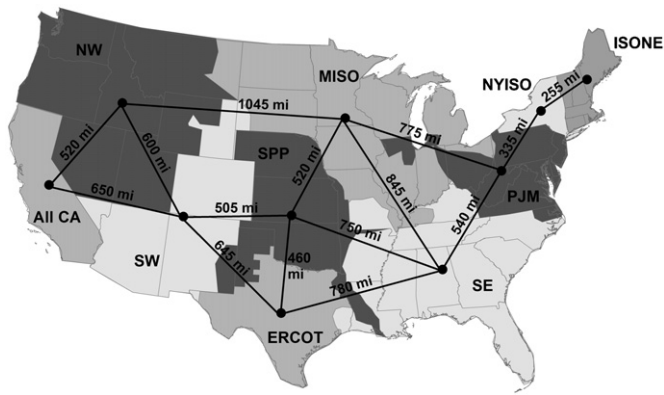 ISONE
NW
MISO
NYISO
255 mi
1045 mi
775 mi
335 mi
520 mi
600 mi
SPP
520 mi
845 mi
650 mi
505 mi
750 mi
540 mi
PJM
All CA
SW
645 mi
460
mi
780 mi
SE
ERCOT